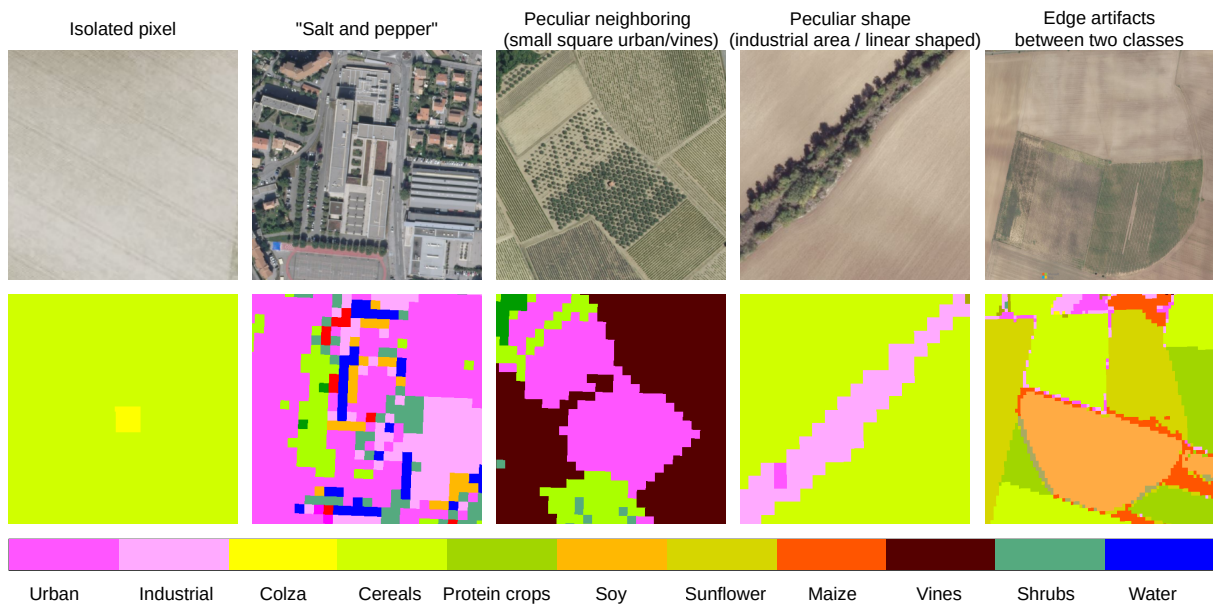 Isolated pixel
"Salt and pepper"
Peculiar neighboring
(small square urban/vines)
Peculiar shape
(industrial area / linear shaped)
Edge artifacts
between two classes
Urban
Industrial
Colza
Cereals
Protein crops
Soy
Sunflower
Maize
Vines
Shrubs
Water